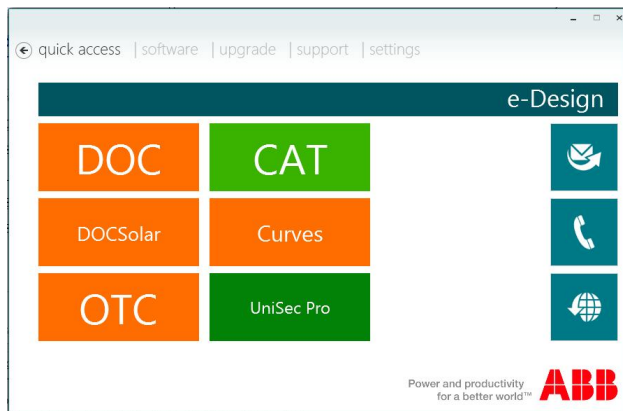 quick access | software | upgrade | support | settings
e-Design
DOC
CAT
DOCSolar
Curves
OTC
UniSec Pro
Power and productivity
for a better world™
ABB